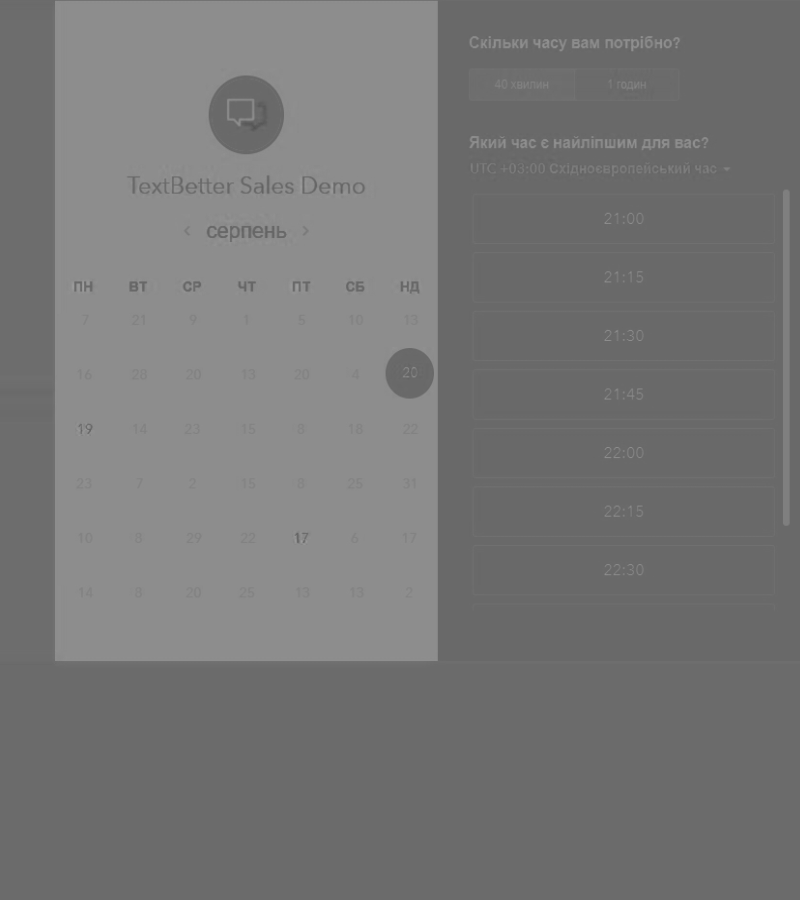 TextBetter Sales Demo
‹ серпень ›
ПН ВТ СР ЧТ ПТ СБ НД
7 21 9 1 5 10 13
16 28 20 13 20 4 20
19 14 23 15 8 18 22
23 7 2 15 8 25 31
10 8 29 22 17 6 17
14 8 20 25 13 13 2
Скільки часу вам потрібно?
40 хвилин 1 годин
Який час є найліпшим для вас?
UTC +03:00 Східноєвропейський час
21:00
21:15
21:30
21:45
22:00
22:15
22:30